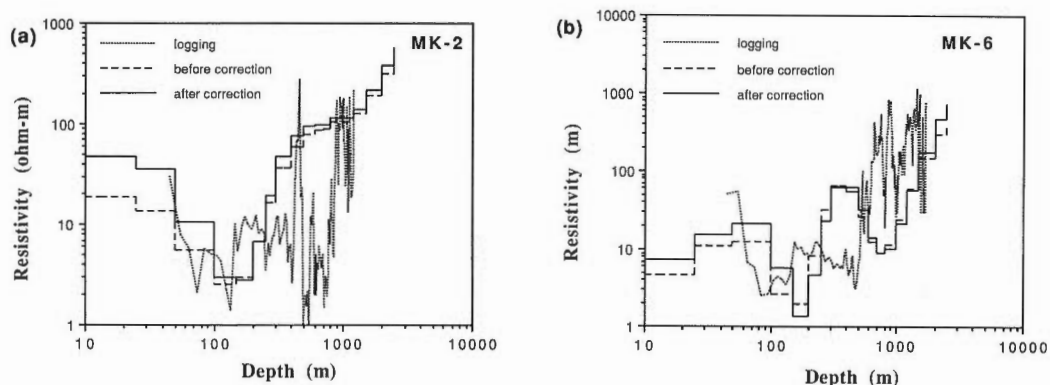 (a)
1000
100
10
1
Resistivity (ohm-m)
logging
before correction
after correction
MK-2
10
100
1000
10000
Depth (m)
(b)
10000
1000
100
10
1
Resistivity (m)
logging
before correction
after correction
MK-6
10
100
1000
10000
Depth (m)